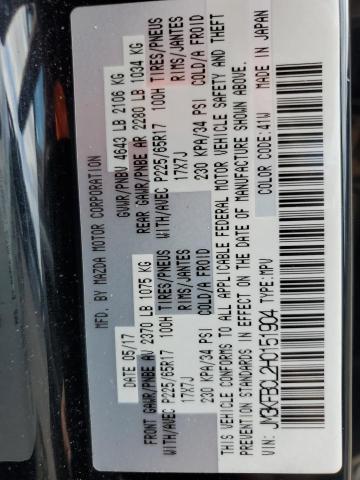 MFD. BY MAZDA MOTOR CORPORATION
DATE 05/17 GVWR/PNBV 4643 LB 2106 KG
FRONT GAWR/PNBE AV 2370 LB 1075 KG REAR GAWR/PNBE AR 2280 LB 1034 KG
WITH/AVEC P225/65R17 100H TIRES/PNEUS WITH/AVEC P225/65R17 100H TIRES/PNEUS
17X7J RIMS/JANTES 17X7J RIMS/JANTES
230 KPA/34 PSI COLD/A FROID 230 KPA/34 PSI COLD/A FROID
THIS VEHICLE CONFORMS TO ALL APPLICABLE FEDERAL MOTOR VEHICLE SAFETY AND THEFT
PREVENTION STANDARDS IN EFFECT ON THE DATE OF MANUFACTURE SHOWN ABOVE.
VIN: JM3KFBCL2H0151904 TYPE:MPV COLOR:41W MADE IN JAPAN